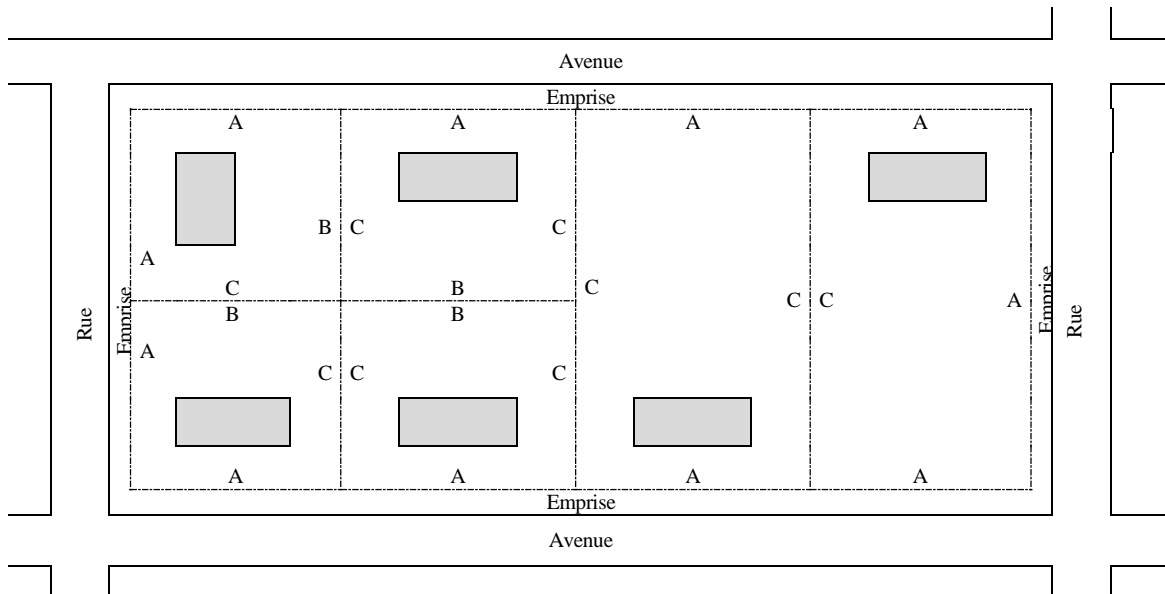 Avenue
Emprise
A A A A
B C C
A
C B C
Emprise Rue
C C A
Emprise Rue
B B
A
C C C
A A A A
Emprise
Avenue